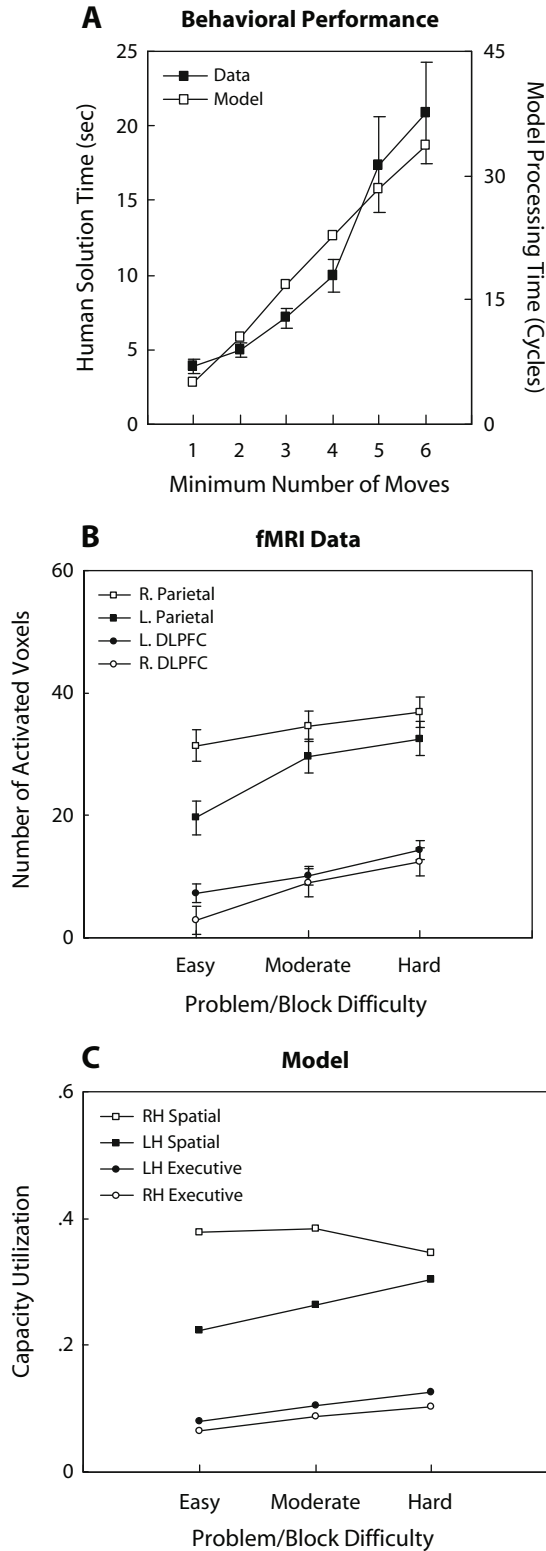 A Behavioral Performance
25
20
15
10
5
0
45
30
15
0
Data
Model
Human Solution Time (sec)
Model Processing Time (Cycles)
1 2 3 4 5 6
Minimum Number of Moves
B fMRI Data
60
40
20
0
R. Parietal
L. Parietal
L. DLPFC
R. DLPFC
Number of Activated Voxels
Easy Moderate Hard
Problem/Block Difficulty
C Model
.6
.4
.2
0
RH Spatial
LH Spatial
LH Executive
RH Executive
Capacity Utilization
Easy Moderate Hard
Problem/Block Difficulty